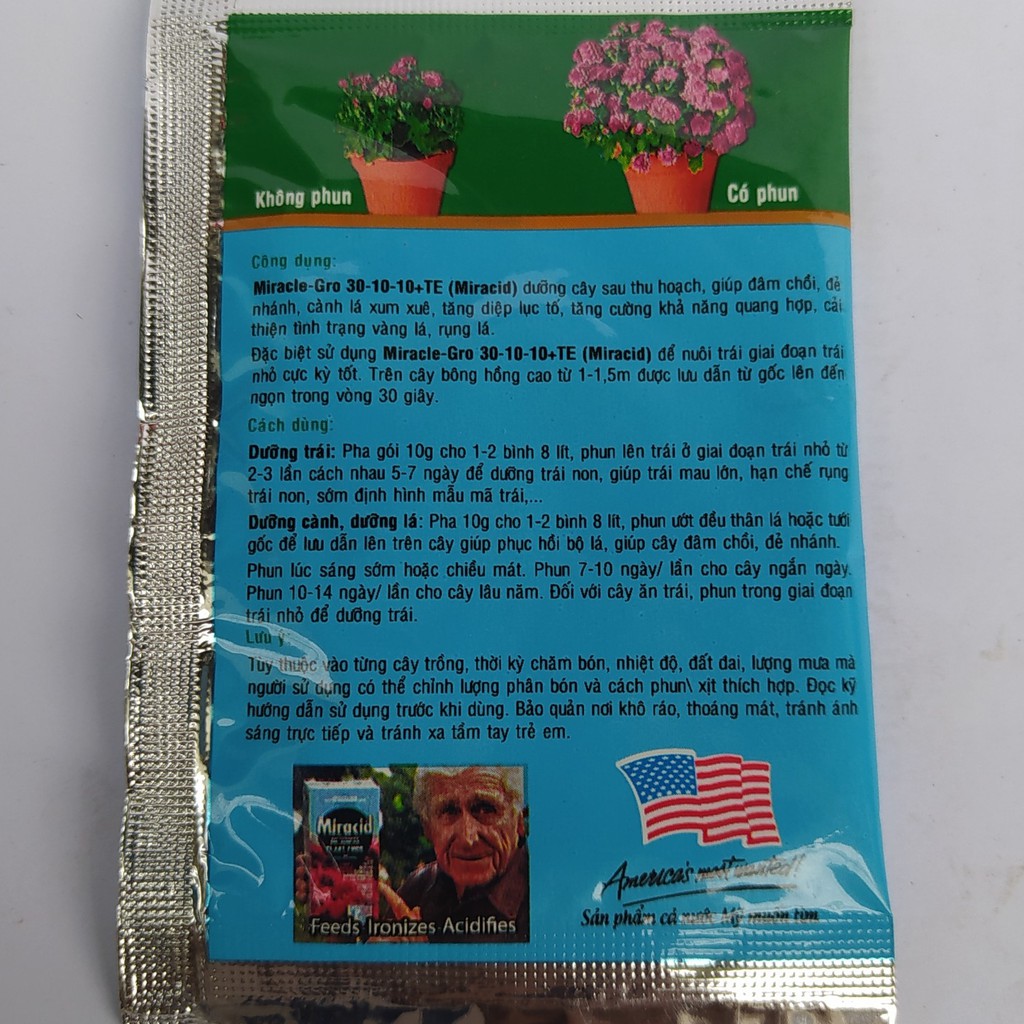 Không phun
Có phun
Công dụng:
Miracle-Gro 30-10-10+TE (Miracid) dưỡng cây sau thu hoạch, giúp đâm chồi, đẻ
nhánh, cành lá xum xuê, tăng diệp lục tố, tăng cường khả năng quang hợp, cải
thiện tình trạng vàng lá, rụng lá.
Đặc biệt sử dụng Miracle-Gro 30-10-10+TE (Miracid) để nuôi trái giai đoạn trái
nhỏ cực kỳ tốt. Trên cây bông hồng cao từ 1-1,5m được lưu dẫn từ gốc lên đến
ngọn trong vòng 30 giây.
Cách dùng:
Dưỡng trái: Pha gói 10g cho 1-2 bình 8 lít, phun lên trái ở giai đoạn trái nhỏ từ
2-3 lần cách nhau 5-7 ngày để dưỡng trái non, giúp trái mau lớn, hạn chế rụng
trái non, sớm định hình mẫu mã trái,...
Dưỡng cành, dưỡng lá: Pha 10g cho 1-2 bình 8 lít, phun ướt đều thân lá hoặc tưới
gốc để lưu dẫn lên trên cây giúp phục hồi bộ lá, giúp cây đâm chồi, đẻ nhánh.
Phun lúc sáng sớm hoặc chiều mát. Phun 7-10 ngày/ lần cho cây ngắn ngày.
Phun 10-14 ngày/ lần cho cây lâu năm. Đối với cây ăn trái, phun trong giai đoạn
trái nhỏ để dưỡng trái.
Lưu ý:
Tùy thuộc vào từng cây trồng, thời kỳ chăm bón, nhiệt độ, đất đai, lượng mưa mà
người sử dụng có thể chỉnh lượng phân bón và cách phun\ xịt thích hợp. Đọc kỹ
hướng dẫn sử dụng trước khi dùng. Bảo quản nơi khô ráo, thoáng mát, tránh ánh
sáng trực tiếp và tránh xa tầm tay trẻ em.
Miracid
Feeds Ironizes Acidifies
America's most wanted!
Sản phẩm cả nước Mỹ muốn tìm